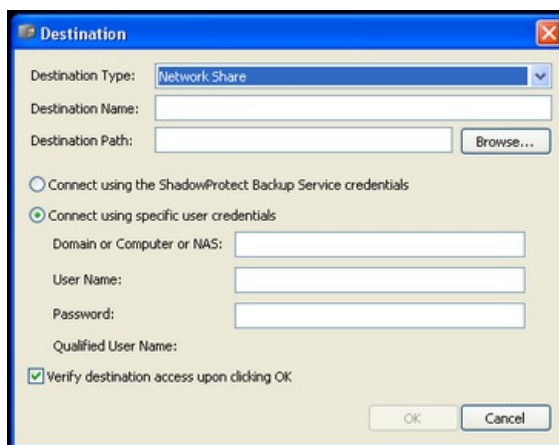 Destination
Destination Type: Network Share
Destination Name:
Destination Path: Browse...
Connect using the ShadowProtect Backup Service credentials
Connect using specific user credentials
Domain or Computer or NAS:
User Name:
Password:
Qualified User Name:
Verify destination access upon clicking OK
OK Cancel